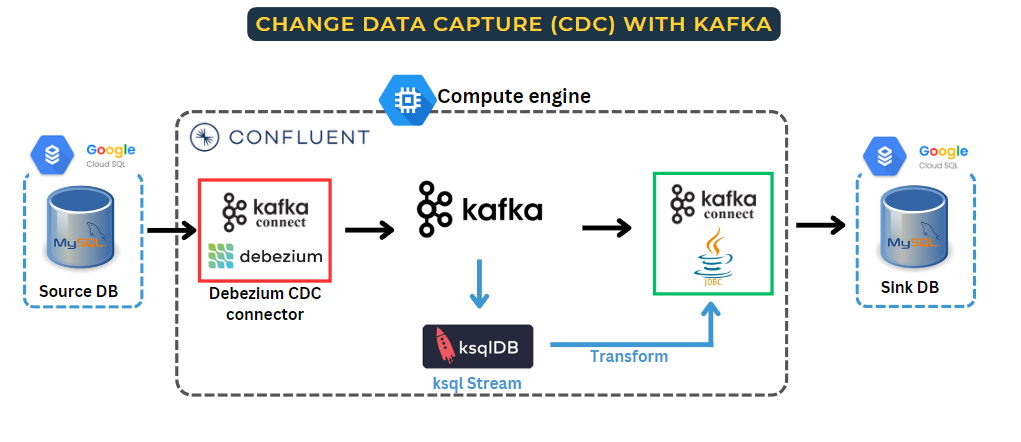 CHANGE DATA CAPTURE (CDC) WITH KAFKA
Compute engine
CONFLUENT
Google
Cloud SQL
MySQL
Source DB
kafka
connect
debezium
Debezium CDC
connector
kafka
ksqlDB
ksql Stream
Transform
kafka
connect
JDBC
Google
Cloud SQL
MySQL
Sink DB